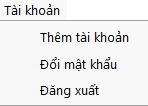 Tài khoản
Thêm tài khoản
Đổi mật khẩu
Đăng xuất